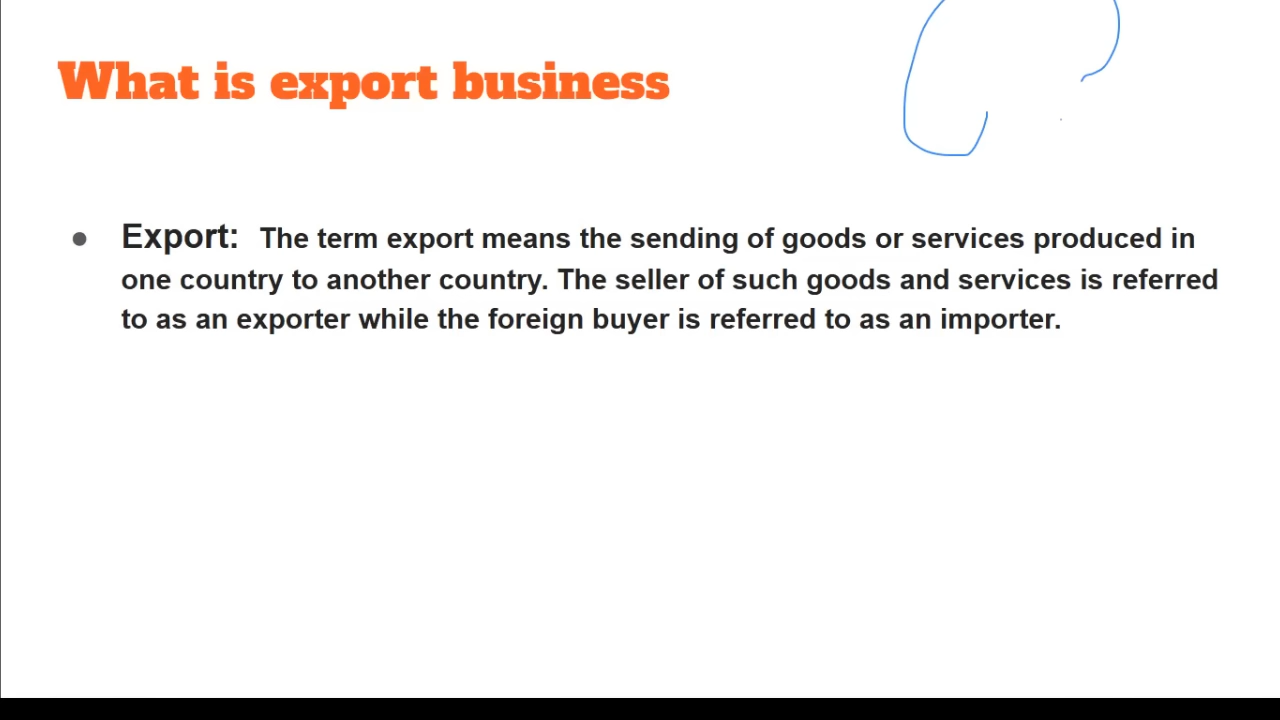 What is export business
● Export: The term export means the sending of goods or services produced in
one country to another country. The seller of such goods and services is referred
to as an exporter while the foreign buyer is referred to as an importer.